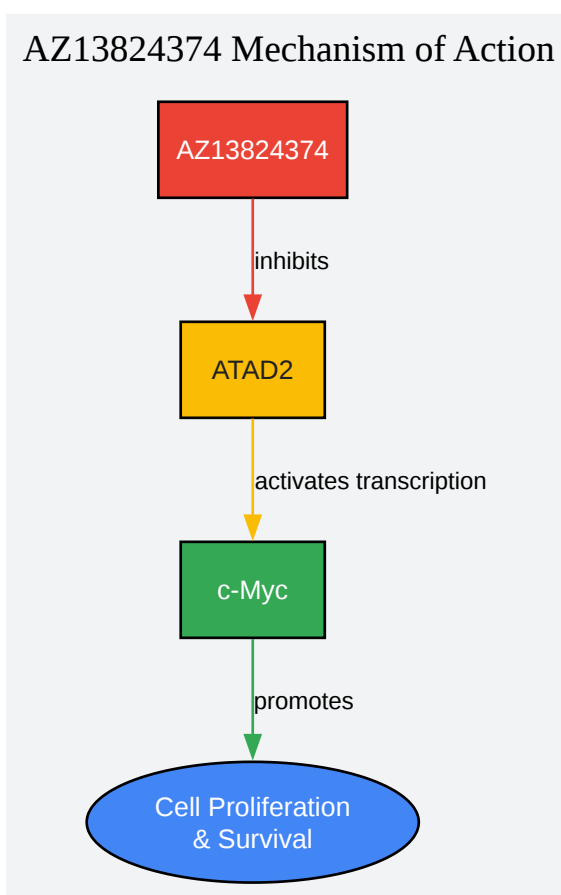 AZ13824374 Mechanism of Action
AZ13824374
inhibits
ATAD2
activates transcription
c-Myc
promotes
Cell Proliferation
& Survival